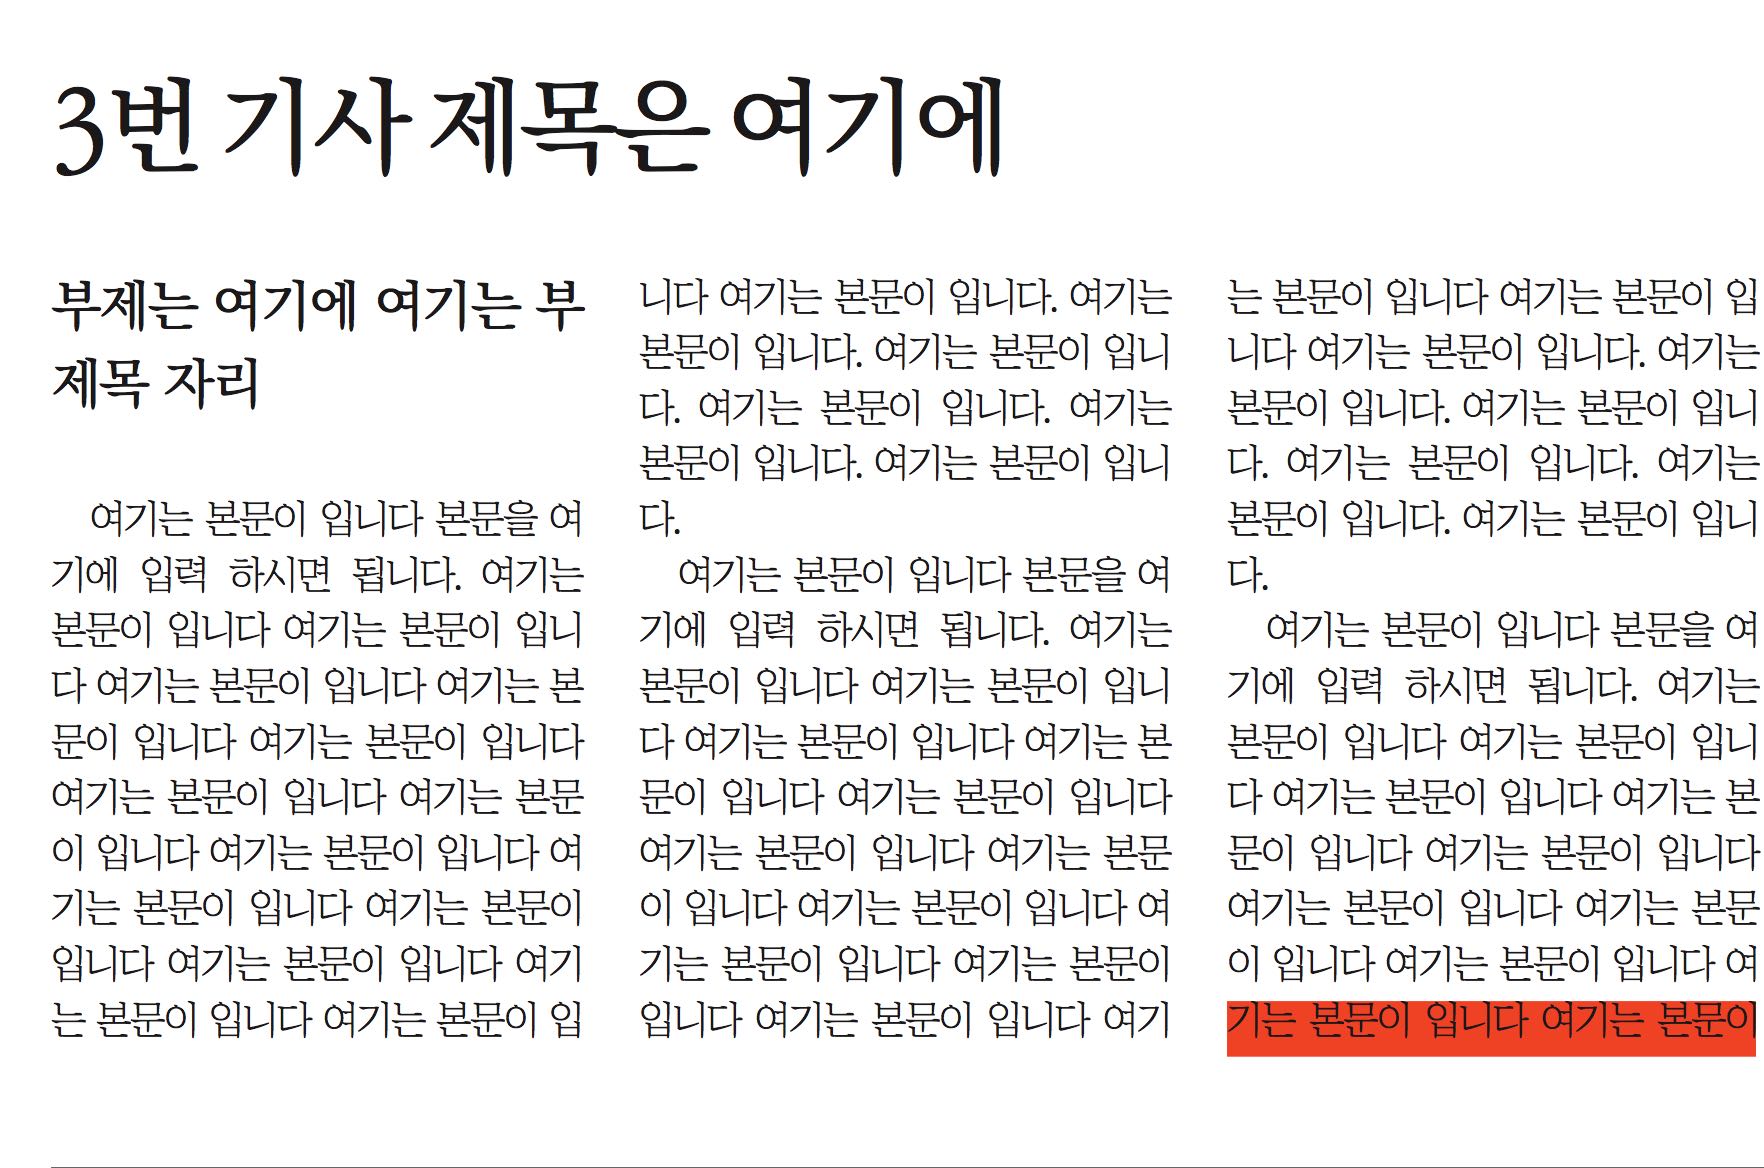 3번 기사 제목은 여기에
부제는 여기에 여기는 부
제목 자리
여기는 본문이 입니다 본문을 여
기에 입력 하시면 됩니다. 여기는
본문이 입니다 여기는 본문이 입니
다 여기는 본문이 입니다 여기는 본
문이 입니다 여기는 본문이 입니다
여기는 본문이 입니다 여기는 본문
이 입니다 여기는 본문이 입니다 여
기는 본문이 입니다 여기는 본문이
입니다 여기는 본문이 입니다 여기
는 본문이 입니다 여기는 본문이 입
니다 여기는 본문이 입니다. 여기는
본문이 입니다. 여기는 본문이 입니
다. 여기는 본문이 입니다. 여기는
본문이 입니다. 여기는 본문이 입니
다.
여기는 본문이 입니다 본문을 여
기에 입력 하시면 됩니다. 여기는
본문이 입니다 여기는 본문이 입니
다 여기는 본문이 입니다 여기는 본
문이 입니다 여기는 본문이 입니다
여기는 본문이 입니다 여기는 본문
이 입니다 여기는 본문이 입니다 여
기는 본문이 입니다 여기는 본문이
입니다 여기는 본문이 입니다 여기
는 본문이 입니다 여기는 본문이 입
니다 여기는 본문이 입니다. 여기는
본문이 입니다. 여기는 본문이 입니
다. 여기는 본문이 입니다. 여기는
본문이 입니다. 여기는 본문이 입니
다.
여기는 본문이 입니다 본문을 여
기에 입력 하시면 됩니다. 여기는
본문이 입니다 여기는 본문이 입니
다 여기는 본문이 입니다 여기는 본
문이 입니다 여기는 본문이 입니다
여기는 본문이 입니다 여기는 본문
이 입니다 여기는 본문이 입니다 여
기는 본문이 입니다 여기는 본문이